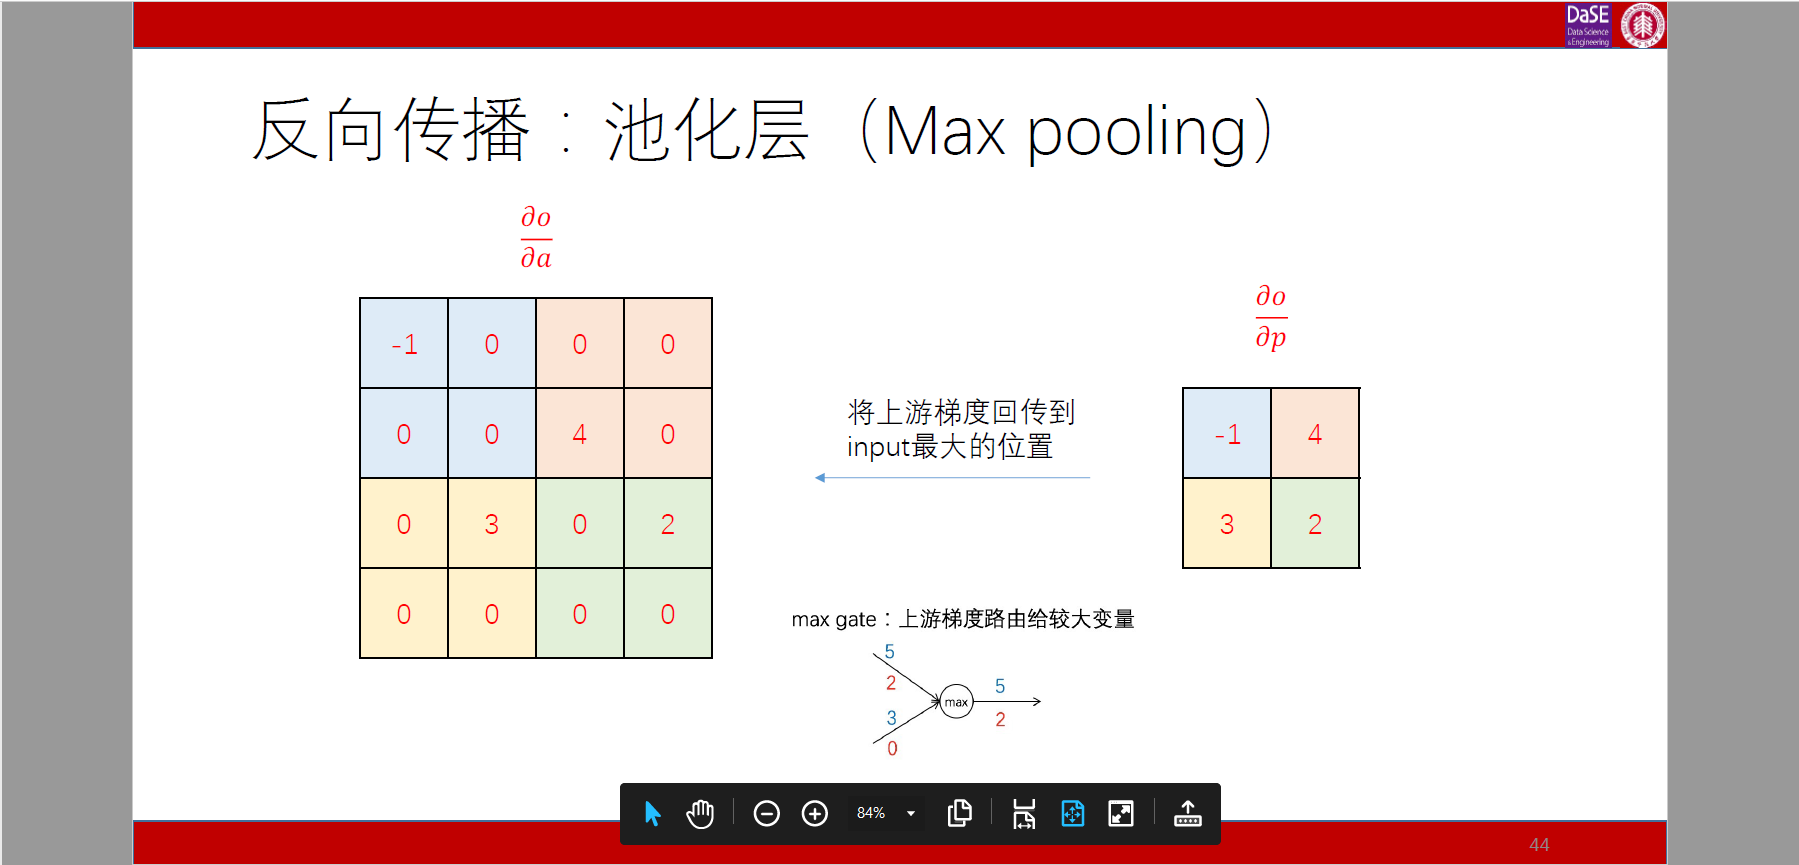 DaSE
Data Science
& Engineering
反向传播：池化层（Max pooling）
∂o
∂a
∂o
∂p
-1 0 0 0
0 0 4 0
0 3 0 2
0 0 0 0
将上游梯度回传到
input最大的位置
-1 4
3 2
max gate：上游梯度路由给较大变量
5
2
3
0
max
5
2
84%
44